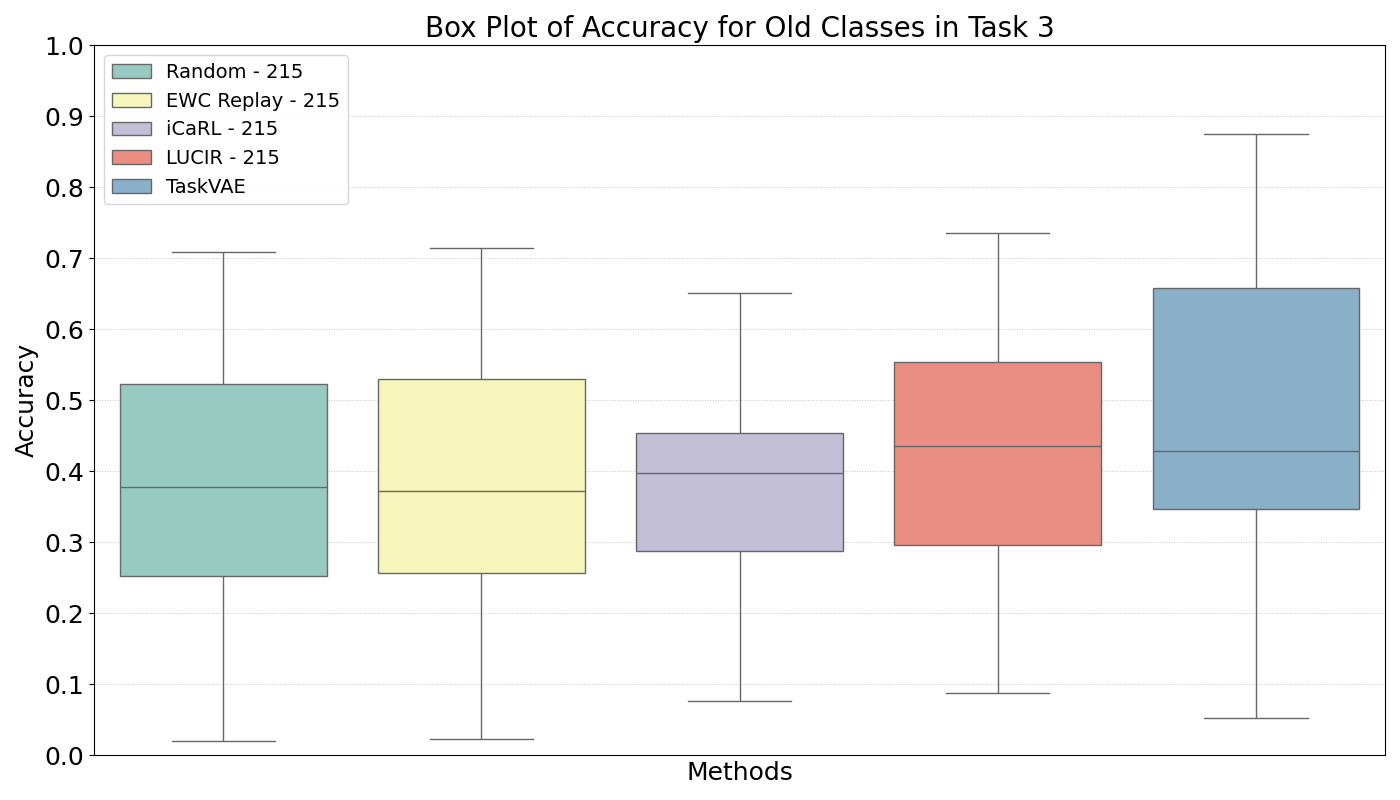 Box Plot of Accuracy for Old Classes in Task 3
1.0
0.9
0.8
0.7
0.6
0.5
0.4
0.3
0.2
0.1
0.0
Accuracy
Random - 215
EWC Replay - 215
iCaRL - 215
LUCIR - 215
TaskVAE
Methods